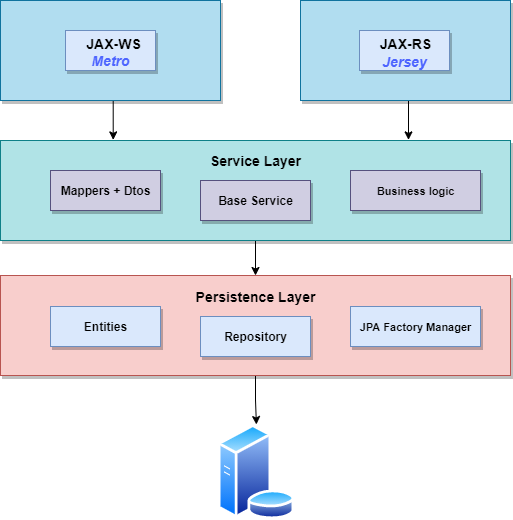 JAX-WS
Metro
JAX-RS
Jersey
Service Layer
Mappers + Dtos
Base Service
Business logic
Persistence Layer
Entities
Repository
JPA Factory Manager